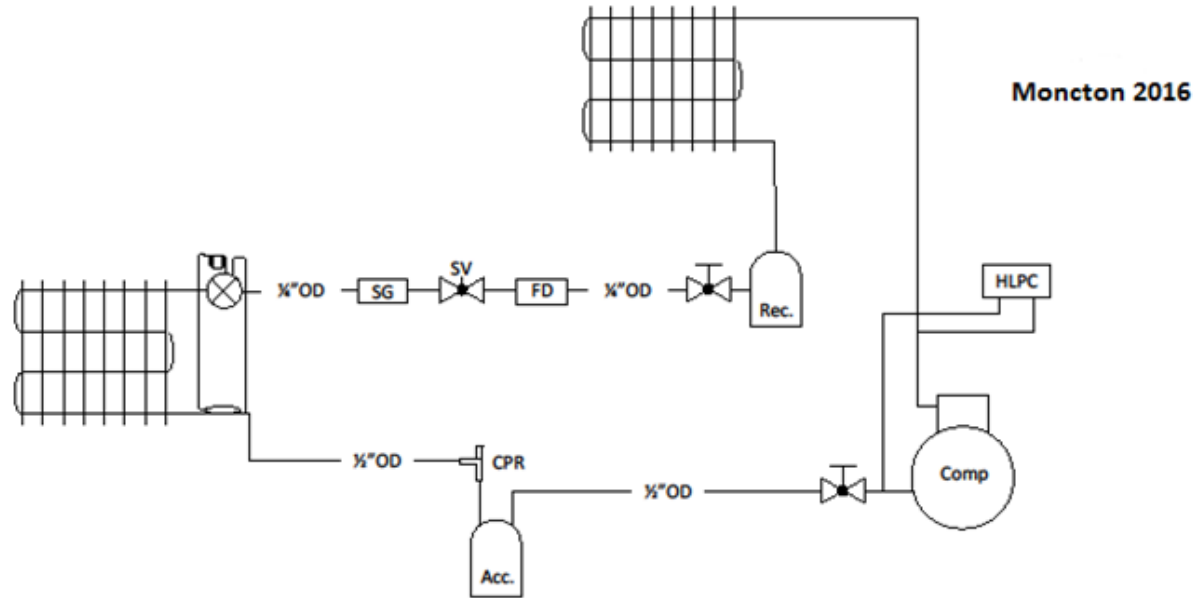 Moncton 2016
SV
¼"OD
SG
FD
¼"OD
Rec.
HLPC
½"OD
CPR
½"OD
Comp
Acc.